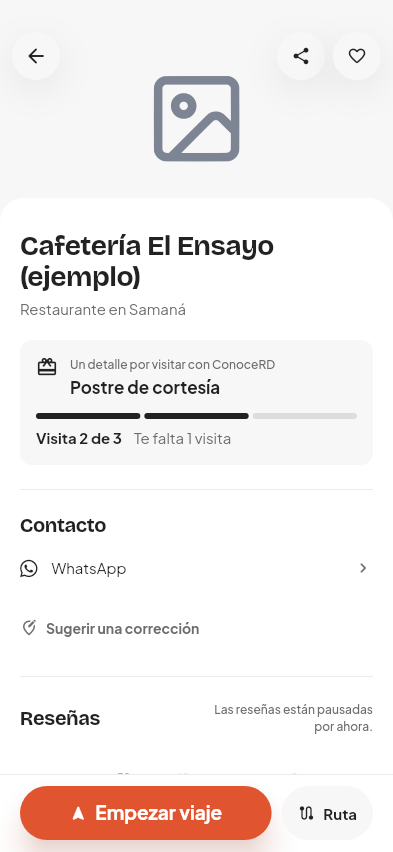 Cafetería El Ensayo
(ejemplo)
Restaurante en Samaná
Un detalle por visitar con ConoceRD
Postre de cortesía
Visita 2 de 3 Te falta 1 visita
Contacto
WhatsApp
Sugerir una corrección
Reseñas
Las reseñas están pausadas
por ahora.
Empezar viaje
Ruta